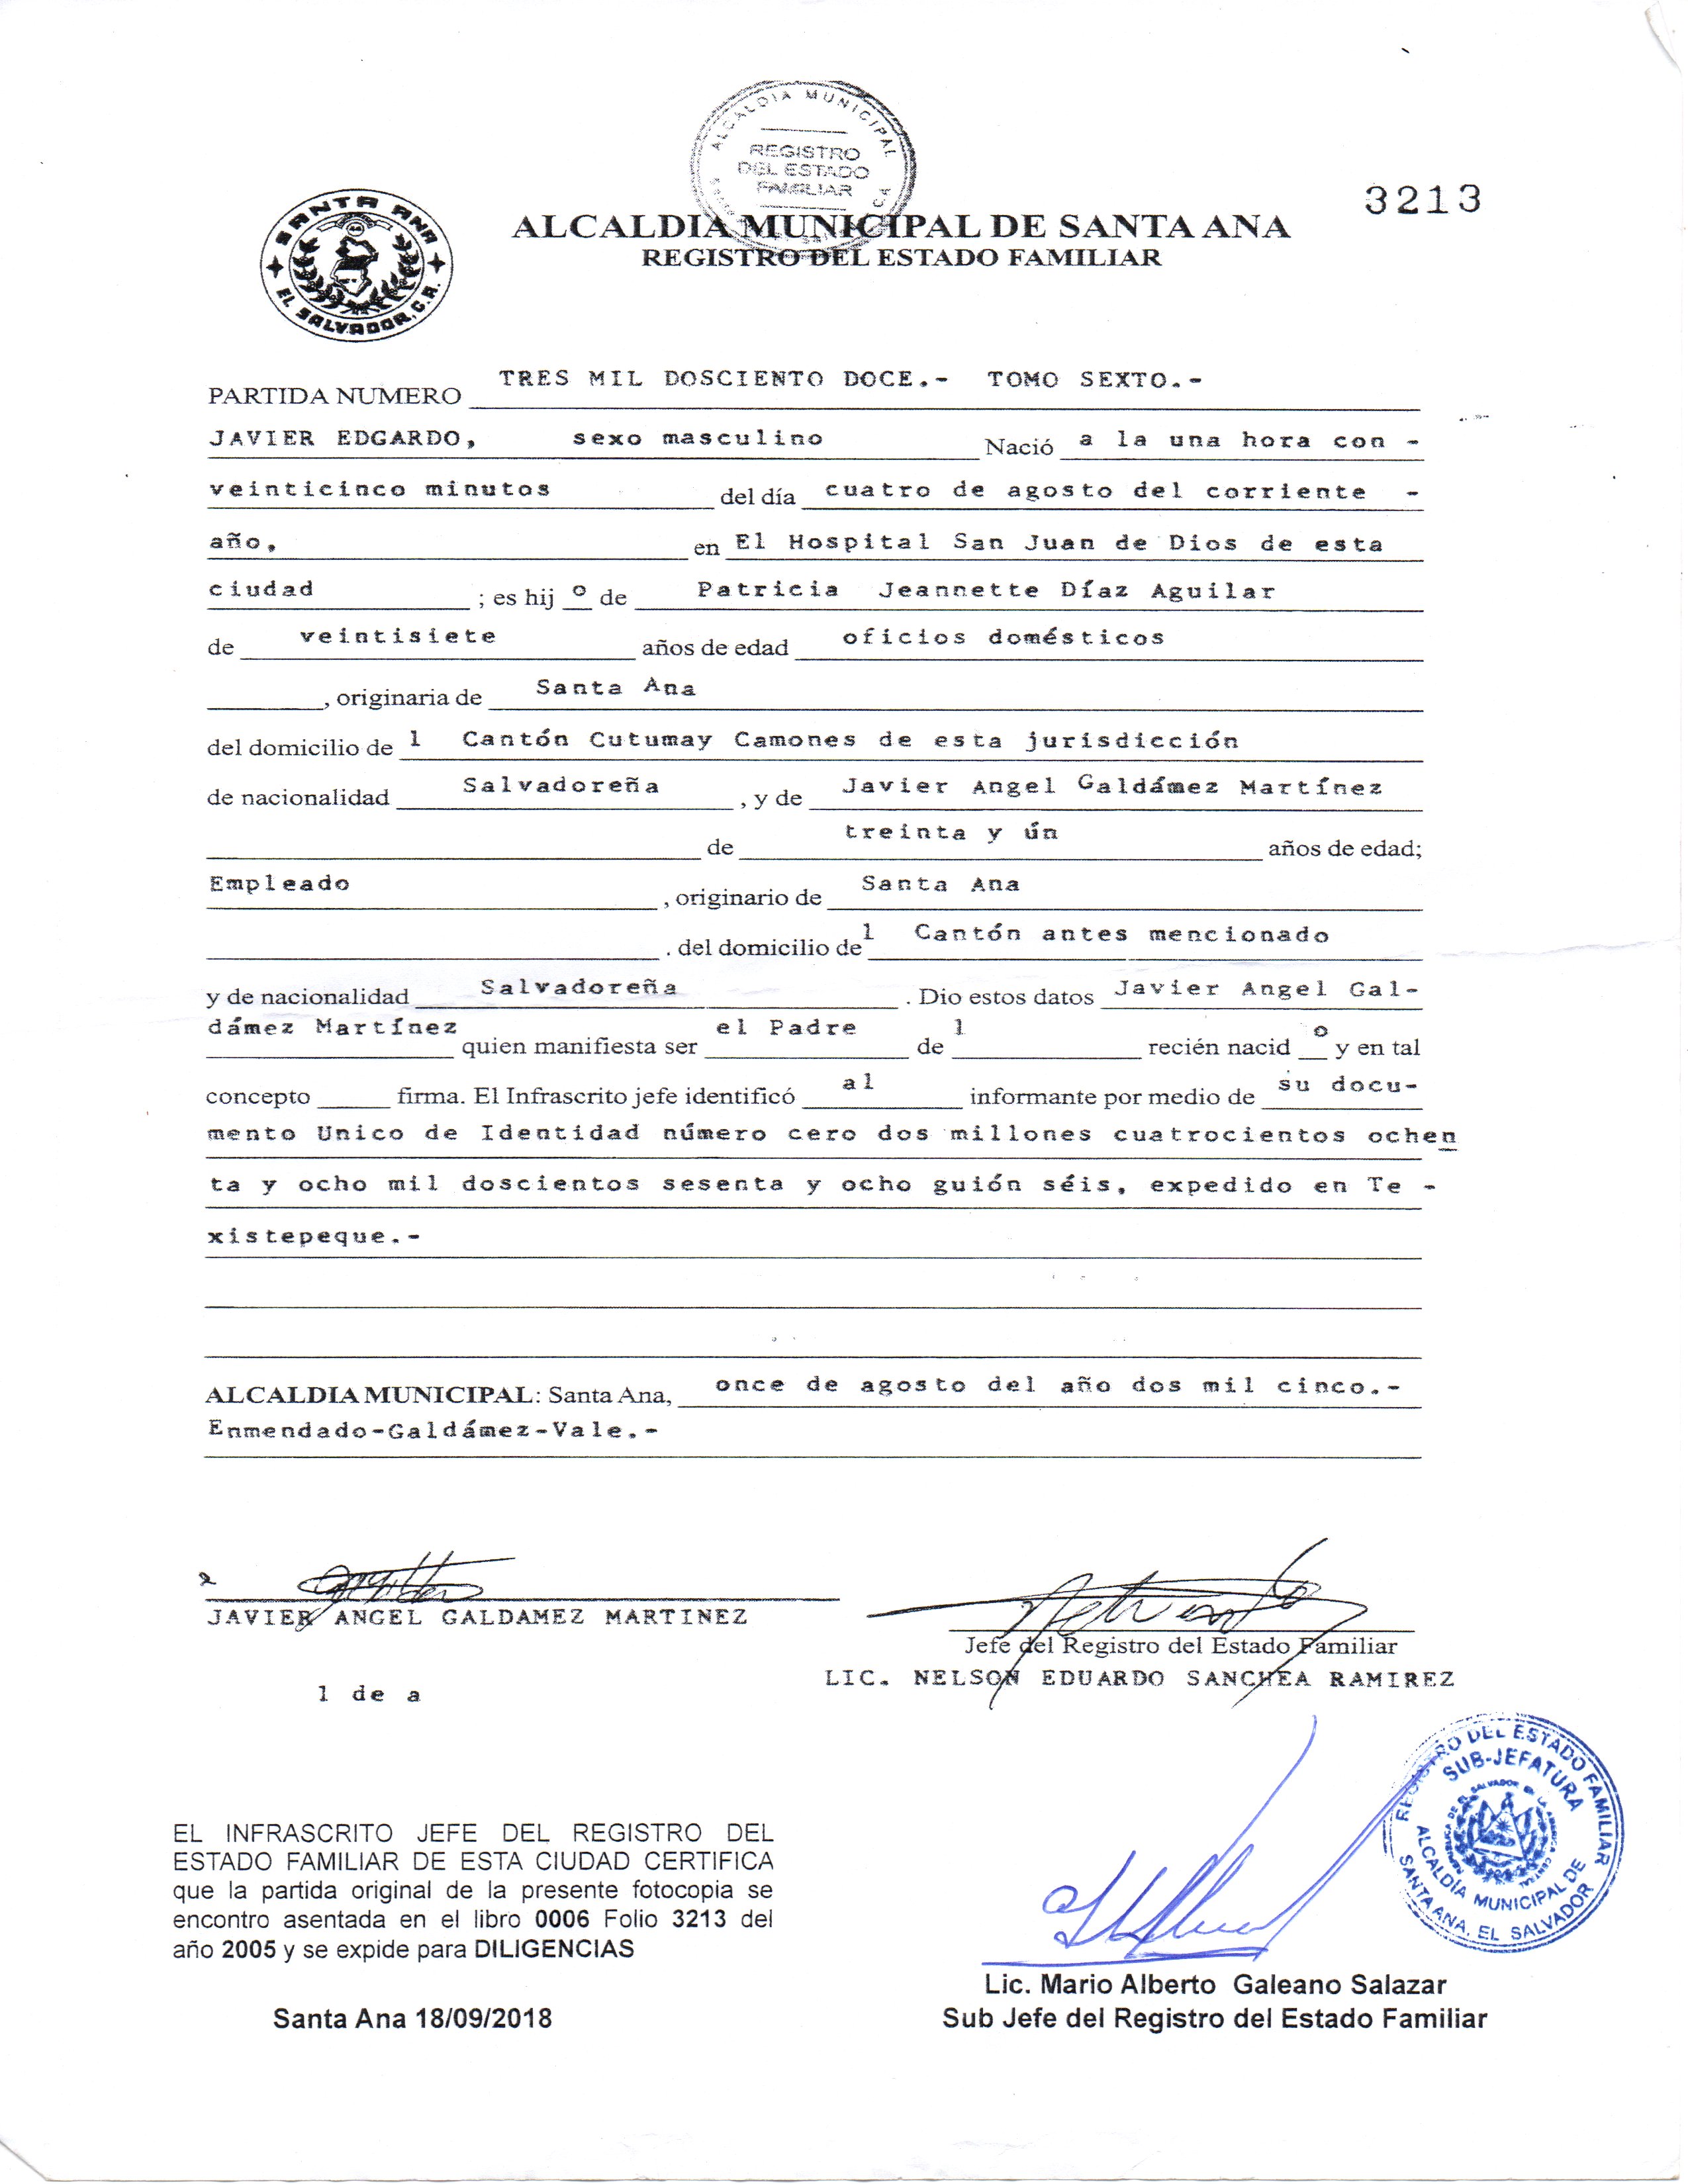 ALCALDIA MUNICIPAL
REGISTRO
DEL ESTADO
FAMILIAR
3213
SANTA ANA
EL SALVADOR, C.A.
ALCALDIA MUNICIPAL DE SANTA ANA
REGISTRO DEL ESTADO FAMILIAR
PARTIDA NUMERO TRES MIL DOSCIENTO DOCE.- TOMO SEXTO.-
JAVIER EDGARDO, sexo masculino Nació a la una hora con -
veinticinco minutos del día cuatro de agosto del corriente -
año, en El Hospital San Juan de Dios de esta
ciudad ; es hij o de Patricia Jeannette Díaz Aguilar
de veintisiete años de edad oficios domésticos
, originaria de Santa Ana
del domicilio de l Cantón Cutumay Camones de esta jurisdicción
de nacionalidad Salvadoreña , y de Javier Angel Galdámez Martínez
de treinta y ún años de edad;
Empleado , originario de Santa Ana
. del domicilio de l Cantón antes mencionado
y de nacionalidad Salvadoreña . Dio estos datos Javier Angel Gal-
dámez Martínez quien manifiesta ser el Padre de l recién nacid o y en tal
concepto firma. El Infrascrito jefe identificó al informante por medio de su docu-
mento Unico de Identidad número cero dos millones cuatrocientos ochen
ta y ocho mil doscientos sesenta y ocho guión séis, expedido en Te -
xistepeque.-
ALCALDIA MUNICIPAL: Santa Ana, once de agosto del año dos mil cinco.-
Enmendado-Galdámez-Vale.-
JAVIER ANGEL GALDAMEZ MARTINEZ
Jefe del Registro del Estado Familiar
LIC. NELSON EDUARDO SANCHEA RAMIREZ
l de a
REGISTRO DEL ESTADO FAMILIAR
SUB-JEFATURA
ALCALDÍA MUNICIPAL DE
SANTA ANA, EL SALVADOR
EL INFRASCRITO JEFE DEL REGISTRO DEL
ESTADO FAMILIAR DE ESTA CIUDAD CERTIFICA
que la partida original de la presente fotocopia se
encontro asentada en el libro 0006 Folio 3213 del
año 2005 y se expide para DILIGENCIAS
Lic. Mario Alberto Galeano Salazar
Santa Ana 18/09/2018
Sub Jefe del Registro del Estado Familiar